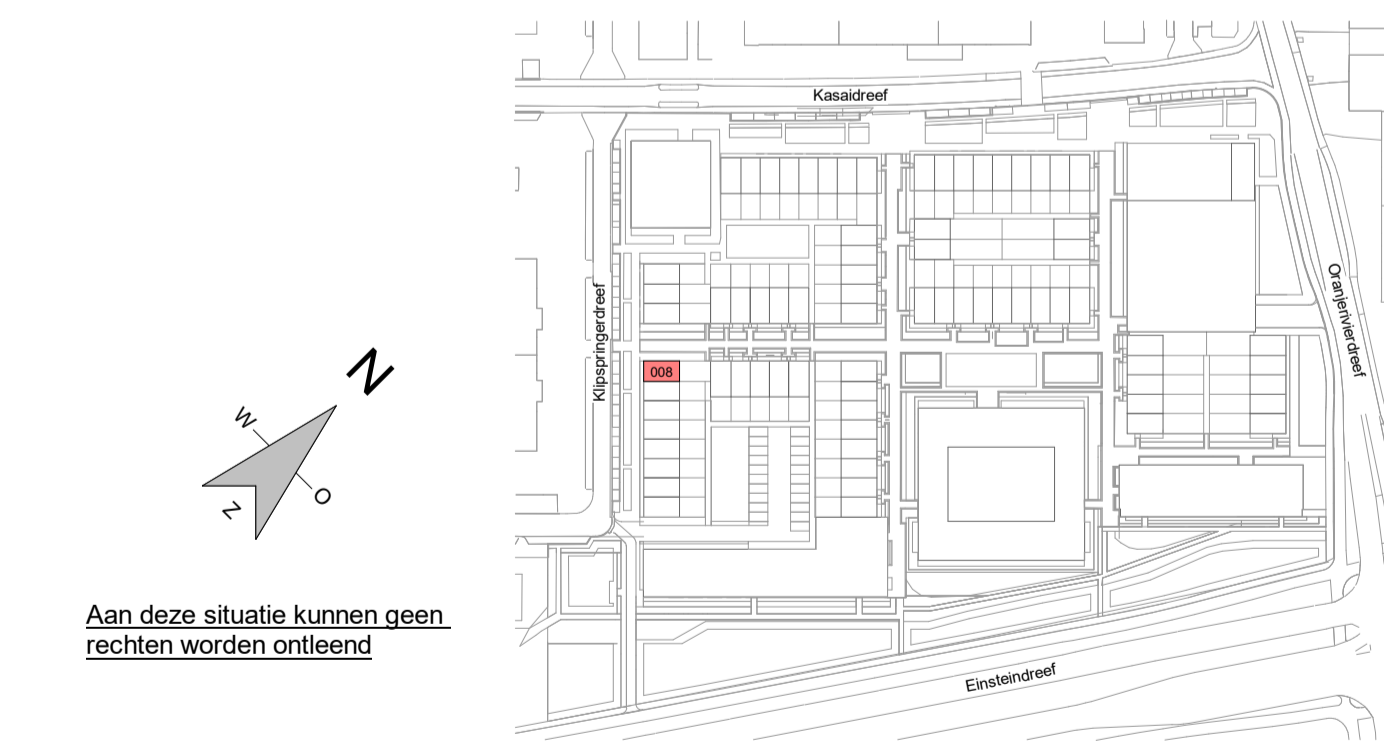 Kasaidreef
Klipspringerdreef
Oranjerivierdreef
008
N
W
O
Z
Aan deze situatie kunnen geen
rechten worden ontleend
Einsteindreef